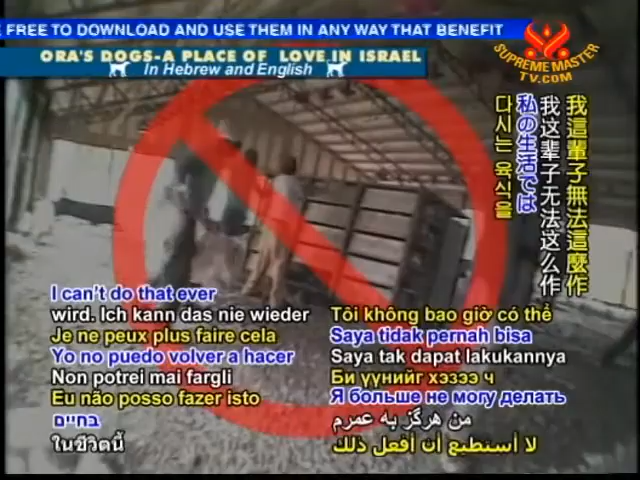 FREE TO DOWNLOAD AND USE THEM IN ANY WAY THAT BENEFIT
SUPREME MASTER
TV.COM
ORA'S DOGS-A PLACE OF LOVE IN ISRAEL
In Hebrew and English
我這輩子無法這麼作
我这辈子无法这么作
私の生活では
다시는 육식을
I can't do that ever
wird. Ich kann das nie wieder
Je ne peux plus faire cela
Yo no puedo volver a hacer
Non potrei mai fargli
Eu não posso fazer isto
בחיים
ในชีวิตนี้
Tôi không bao giờ có thể
Saya tidak pernah bisa
Saya tak dapat lakukannya
Би үүнийг хэзээ ч
Я больше не могу делать
من هرگز به عمرم
لا أستطيع أن أفعل ذلك